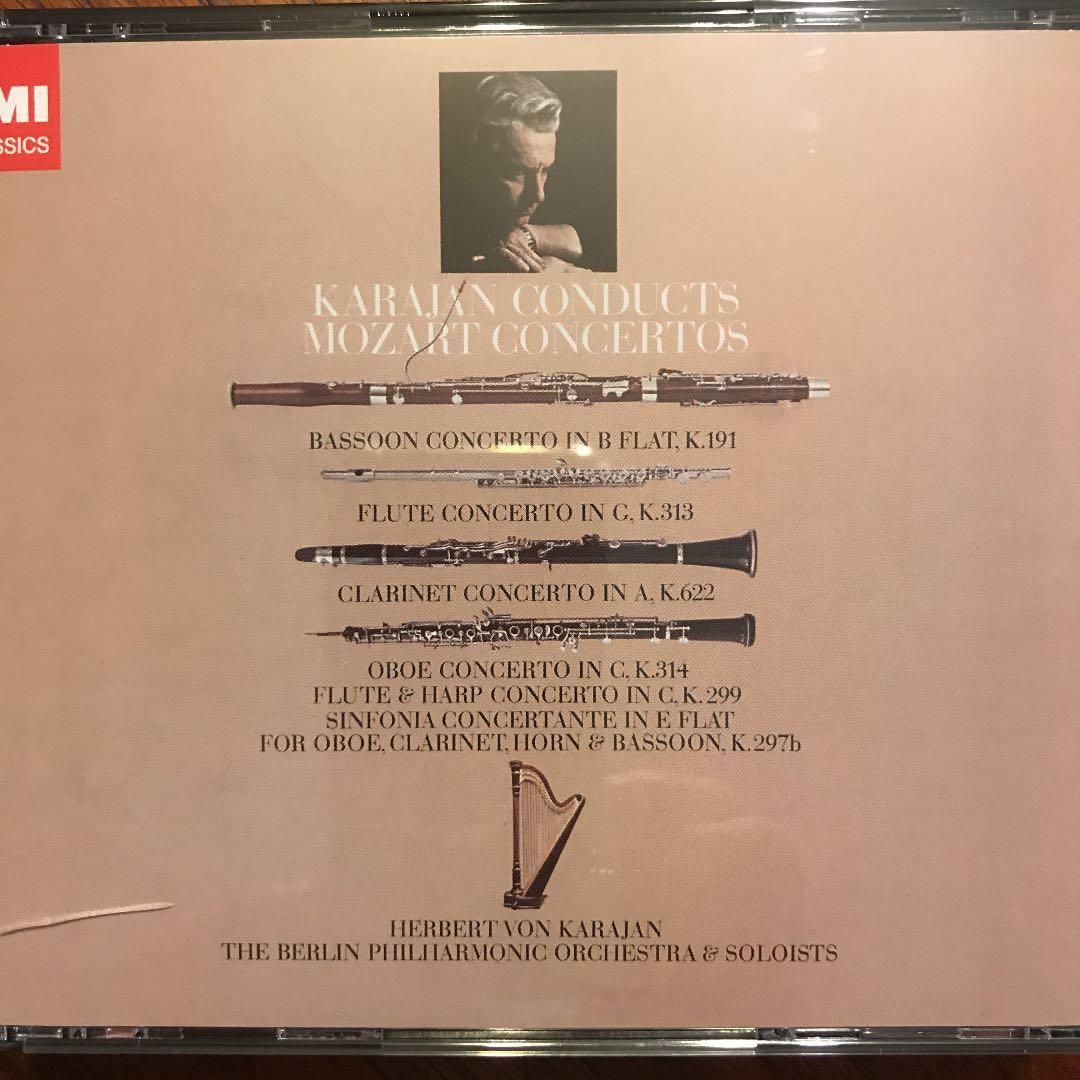 MI
SSICS
KARAJAN CONDUCTS
MOZART CONCERTOS
BASSOON CONCERTO IN B FLAT, K.191
FLUTE CONCERTO IN G, K.313
CLARINET CONCERTO IN A, K.622
OBOE CONCERTO IN C, K.314
FLUTE & HARP CONCERTO IN C, K. 299
SINFONIA CONCERTANTE IN E FLAT
FOR OBOE, CLARINET, HORN & BASSOON, K.297b
HERBERT VON KARAJAN
THE BERLIN PHILHARMONIC ORCHESTRA & SOLOISTS